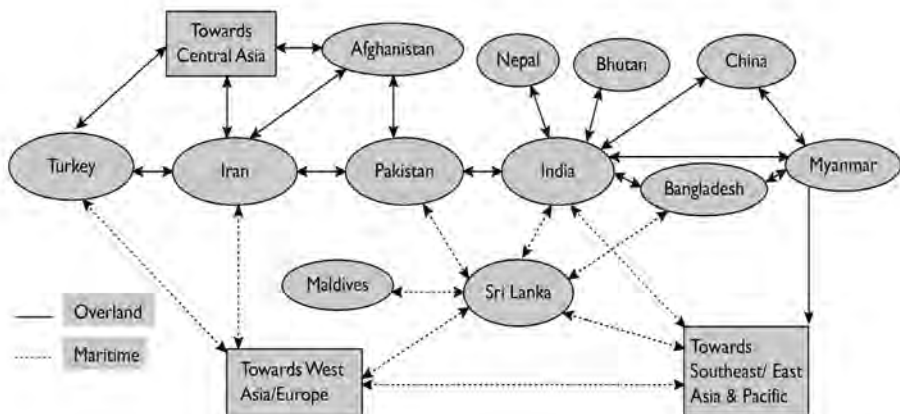 Towards
Central Asia
Afghanistan
Nepal
Bhutan
China
Turkey
Iran
Pakistan
India
Bangladesh
Myanmar
Maldives
Sri Lanka
Overland
Maritime
Towards West
Asia/Europe
Towards
Southeast/ East
Asia & Pacific